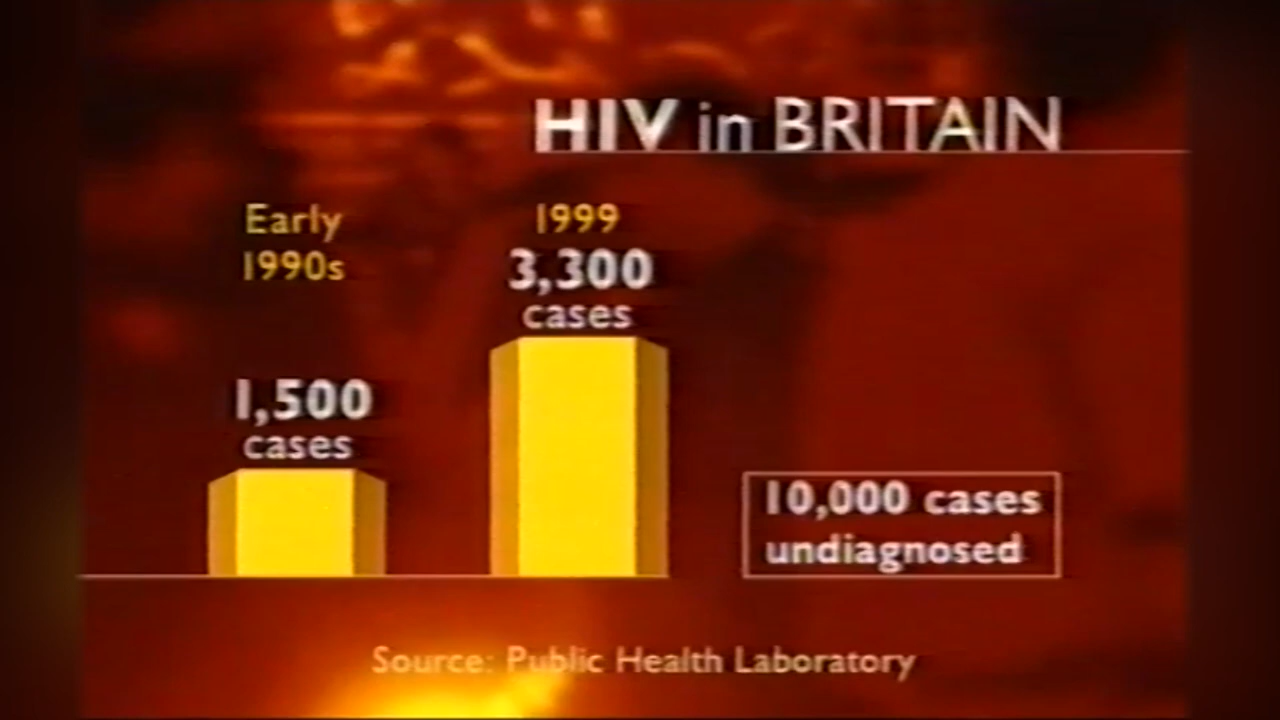 HIV in BRITAIN
Early
1990s
1,500
cases
1999
3,300
cases
10,000 cases
undiagnosed
Source: Public Health Laboratory